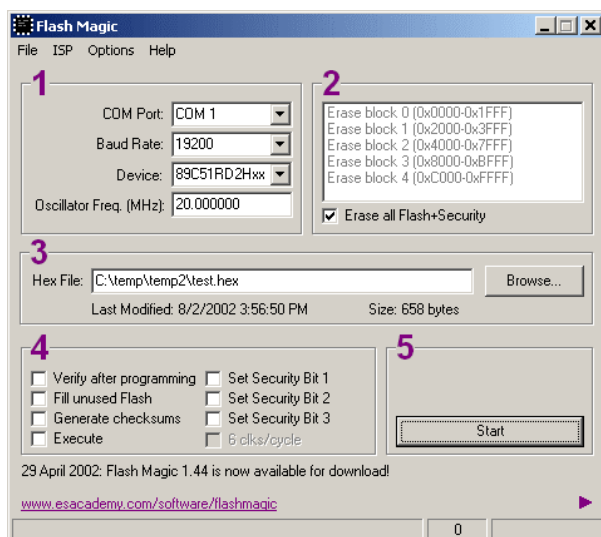 Flash Magic
File ISP Options Help
1
COM Port: COM 1
Baud Rate: 19200
Device: 89C51RD2Hxx
Oscillator Freq. (MHz): 20.000000
2
Erase block 0 (0x0000-0x1FFF)
Erase block 1 (0x2000-0x3FFF)
Erase block 2 (0x4000-0x7FFF)
Erase block 3 (0x8000-0xBFFF)
Erase block 4 (0xC000-0xFFFF)
Erase all Flash+Security
3
Hex File: C:\temp\temp2\test.hex Browse...
Last Modified: 8/2/2002 3:56:50 PM Size: 658 bytes
4
Verify after programming Set Security Bit 1
Fill unused Flash Set Security Bit 2
Generate checksums Set Security Bit 3
Execute 6 clks/cycle
5
Start
29 April 2002: Flash Magic 1.44 is now available for download!
www.esacademy.com/software/flashmagic
0